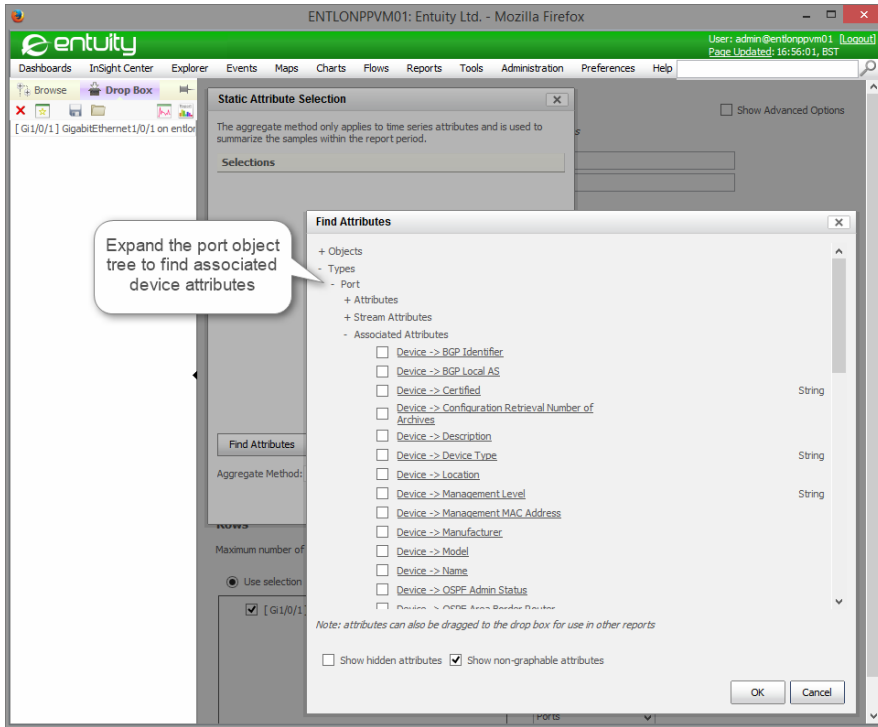 ENTLONPPVM01: Entuity Ltd. - Mozilla Firefox
entuity
User: admin@entlonppvm01 [Logout]
Page Updated: 16:56:01, BST
Dashboards InSight Center Explorer Events Maps Charts Flows Reports Tools Administration Preferences Help
Browse Drop Box
[ Gi1/0/1 ] GigabitEthernet1/0/1 on entlon
Show Advanced Options
Static Attribute Selection
The aggregate method only applies to time series attributes and is used to
summarize the samples within the report period.
Selections
Find Attributes
Aggregate Method:
Rows
Maximum number of
Use selection
[ Gi1/0/1 ]
Ports
Expand the port object
tree to find associated
device attributes
Find Attributes
+ Objects
- Types
- Port
+ Attributes
+ Stream Attributes
- Associated Attributes
Device -> BGP Identifier
Device -> BGP Local AS
Device -> Certified String
Device -> Configuration Retrieval Number of
Archives
Device -> Description
Device -> Device Type String
Device -> Location
Device -> Management Level String
Device -> Management MAC Address
Device -> Manufacturer
Device -> Model
Device -> Name
Device -> OSPF Admin Status
Device -> OSPF Area Border Router
Note: attributes can also be dragged to the drop box for use in other reports
Show hidden attributes Show non-graphable attributes
OK Cancel